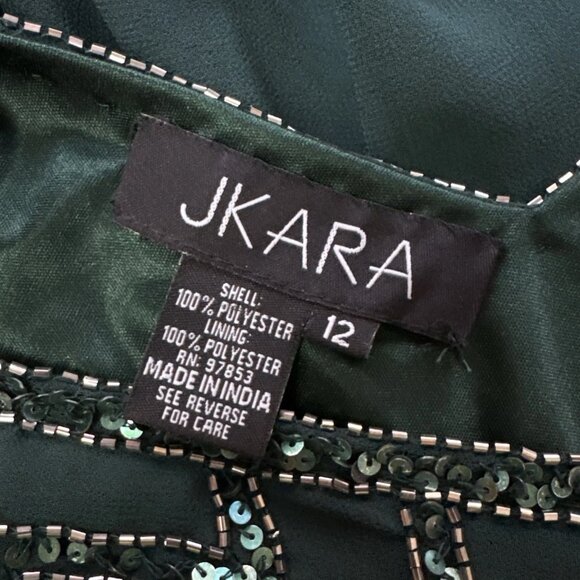 JKARA
12
SHELL:
100% POLYESTER
LINING:
100% POLYESTER
RN: 97853
MADE IN INDIA
SEE REVERSE
FOR CARE